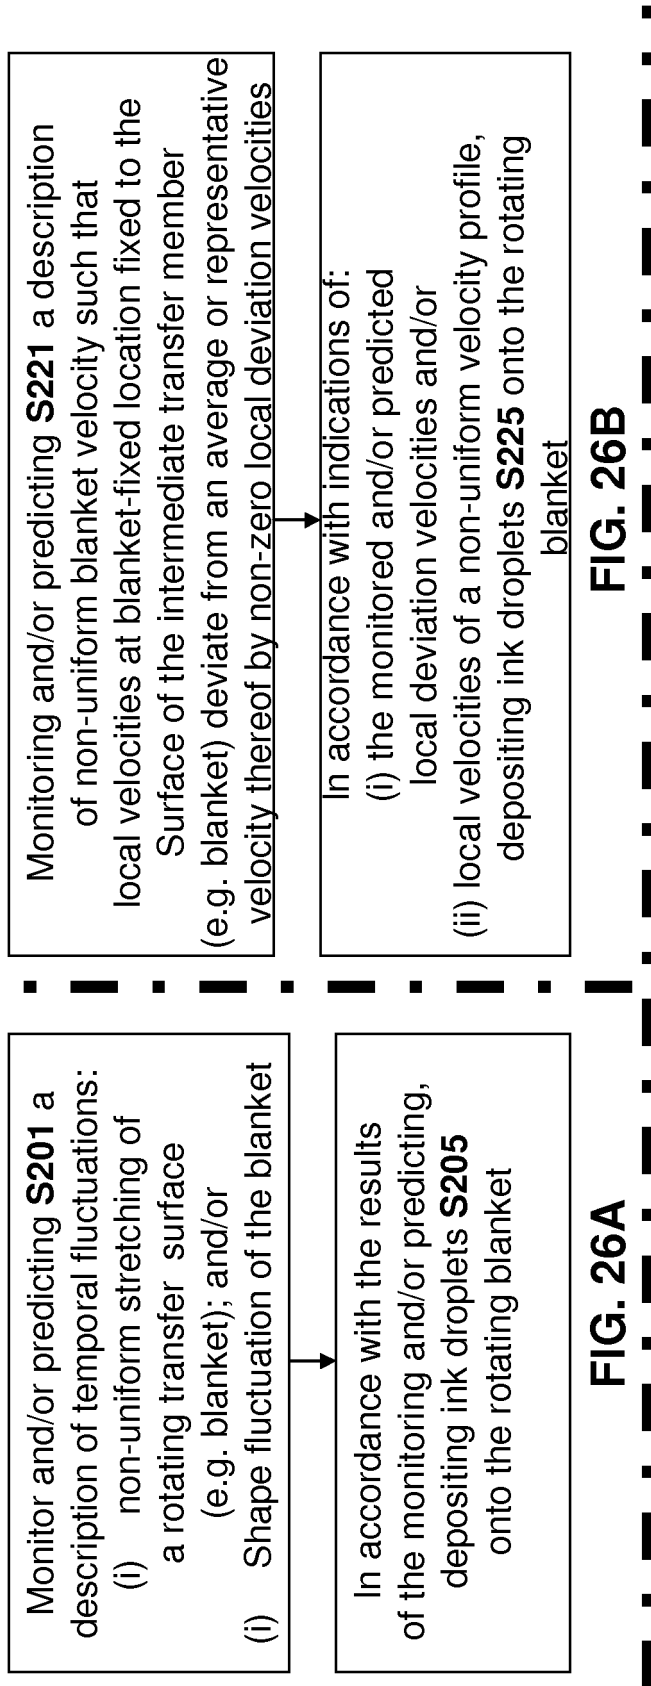 Monitor and/or predicting S201 a
description of temporal fluctuations:
(i) non-uniform stretching of
a rotating transfer surface
(e.g. blanket); and/or
(i) Shape fluctuation of the blanket
In accordance with the results
of the monitoring and/or predicting,
depositing ink droplets S205
onto the rotating blanket
FIG. 26A
Monitoring and/or predicting S221 a description
of non-uniform blanket velocity such that
local velocities at blanket-fixed location fixed to the
Surface of the intermediate transfer member
(e.g. blanket) deviate from an average or representative
velocity thereof by non-zero local deviation velocities
In accordance with indications of:
(i) the monitored and/or predicted
local deviation velocities and/or
(ii) local velocities of a non-uniform velocity profile,
depositing ink droplets S225 onto the rotating
blanket
FIG. 26B